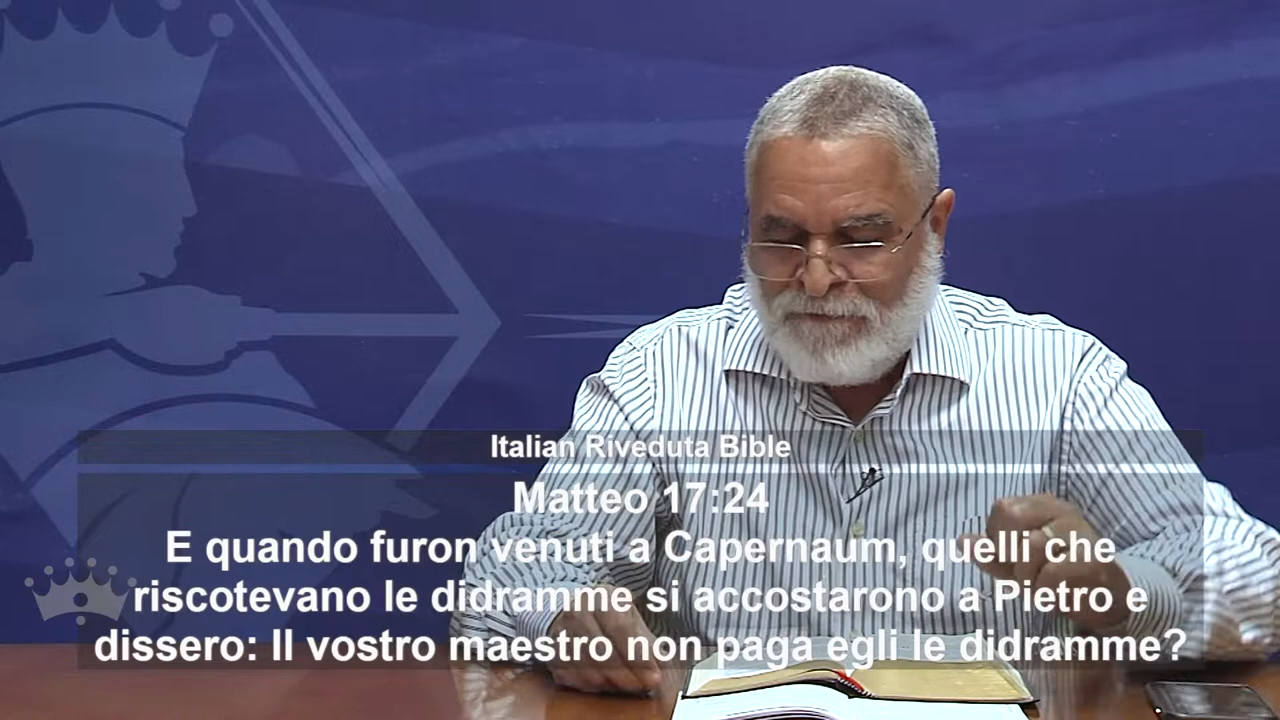 Italian Riveduta Bible
Matteo 17:24
E quando furon venuti a Capernaum, quelli che
riscotevano le didramme si accostarono a Pietro e
dissero: Il vostro maestro non paga egli le didramme?